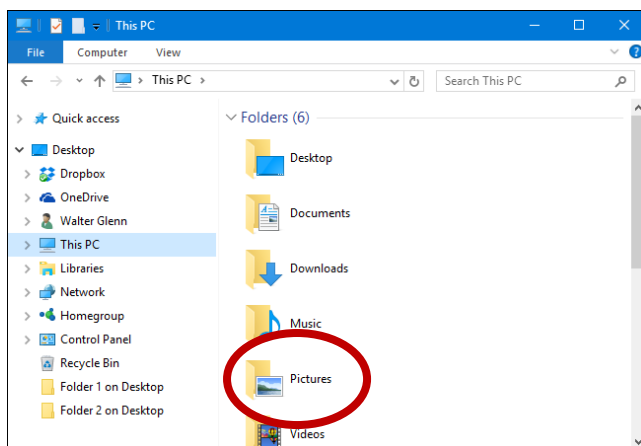 This PC
File Computer View
This PC
Search This PC
Quick access
Desktop
Dropbox
OneDrive
Walter Glenn
This PC
Libraries
Network
Homegroup
Control Panel
Recycle Bin
Folder 1 on Desktop
Folder 2 on Desktop
Folders (6)
Desktop
Documents
Downloads
Music
Pictures
Videos